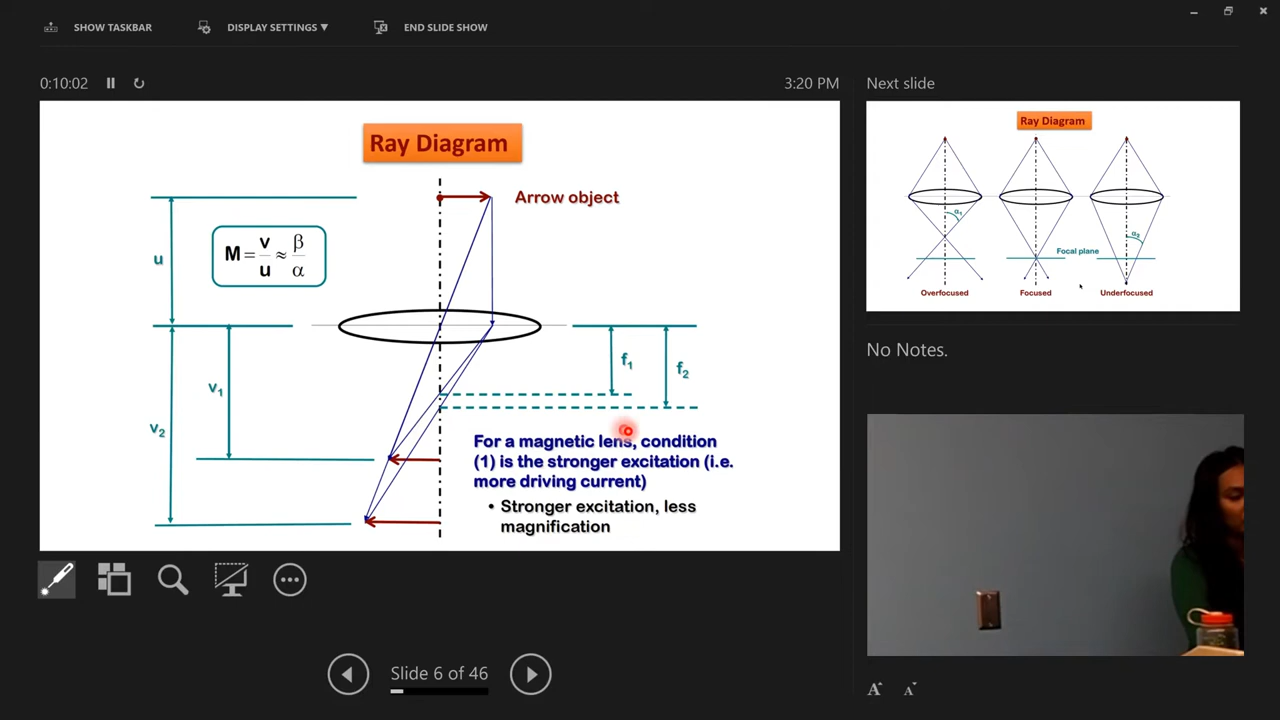 SHOW TASKBAR
DISPLAY SETTINGS ▼
END SLIDE SHOW
0:10:02
3:20 PM
Next slide
Ray Diagram
Arrow object
u
M = v/u ≈ β/α
v₁
v₂
f₁
f₂
For a magnetic lens, condition
(1) is the stronger excitation (i.e.
more driving current)
• Stronger excitation, less
magnification
Ray Diagram
α₁
α₂
Focal plane
Overfocused
Focused
Underfocused
No Notes.
Slide 6 of 46
A
A